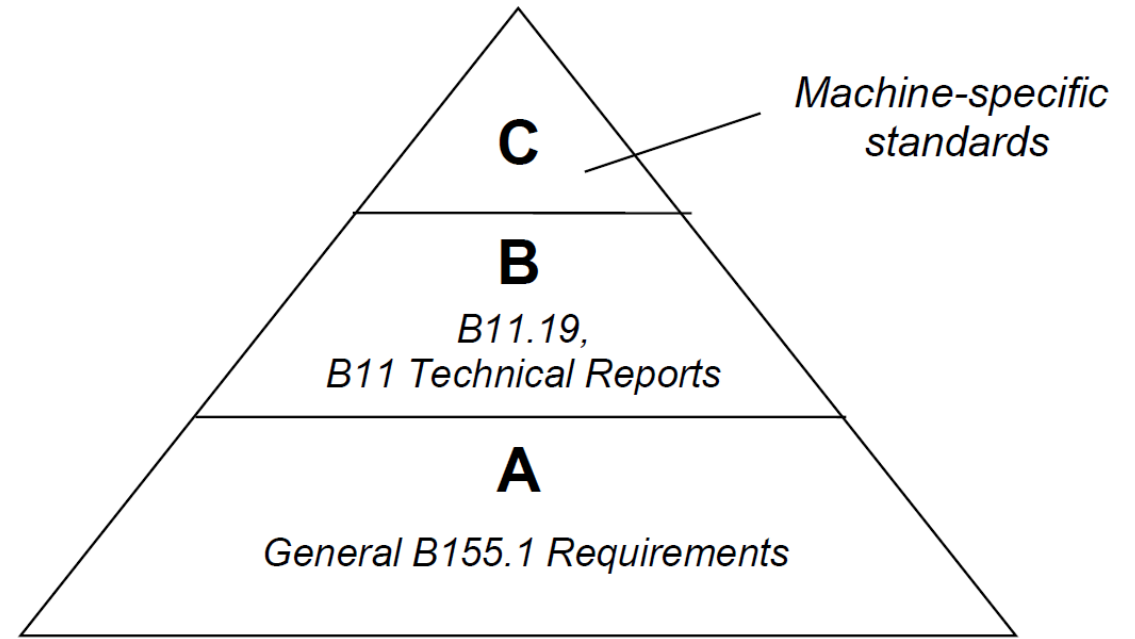 Machine-specific
standards
C
B
B11.19,
B11 Technical Reports
A
General B155.1 Requirements